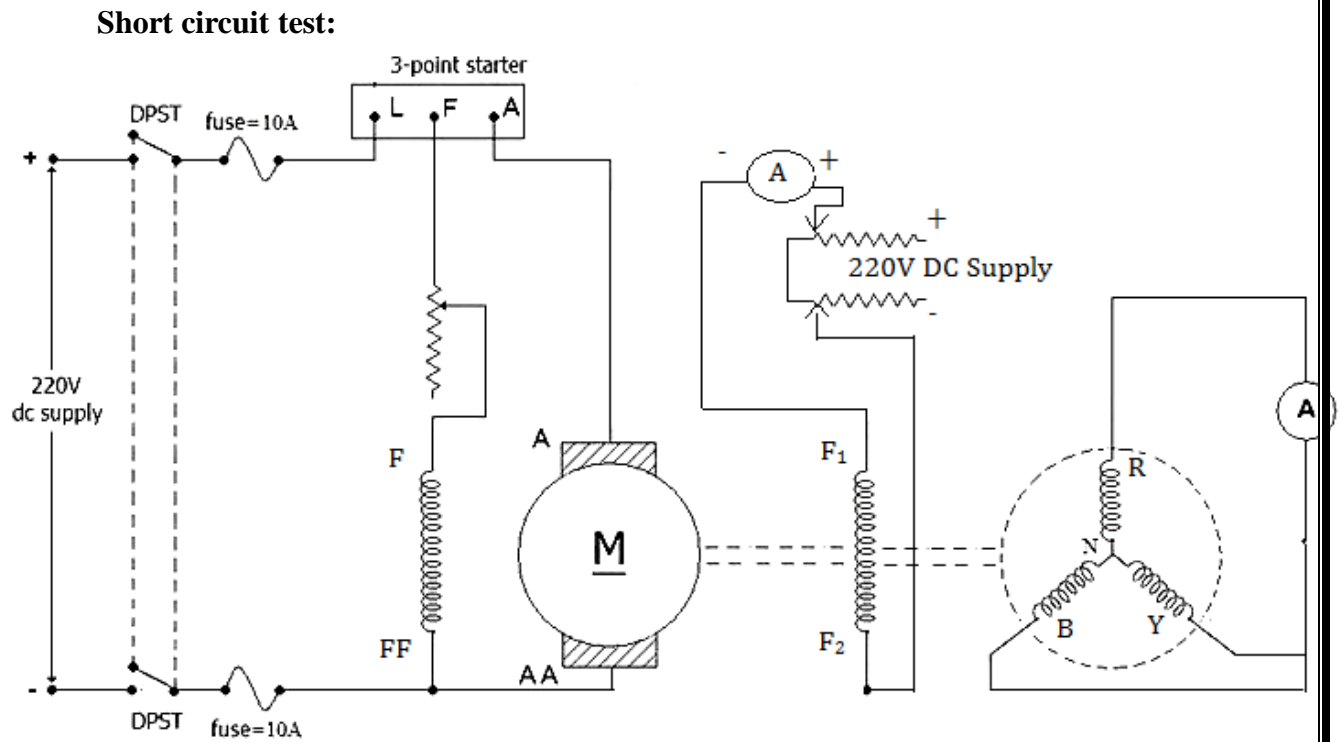 Short circuit test:
3-point starter
L F A
DPST
fuse=10A
+
- A +
+
220V DC Supply
-
220V
dc supply
A
F
A
F₁
R
M
N
B
Y
FF
F₂
AA
-
DPST
fuse=10A